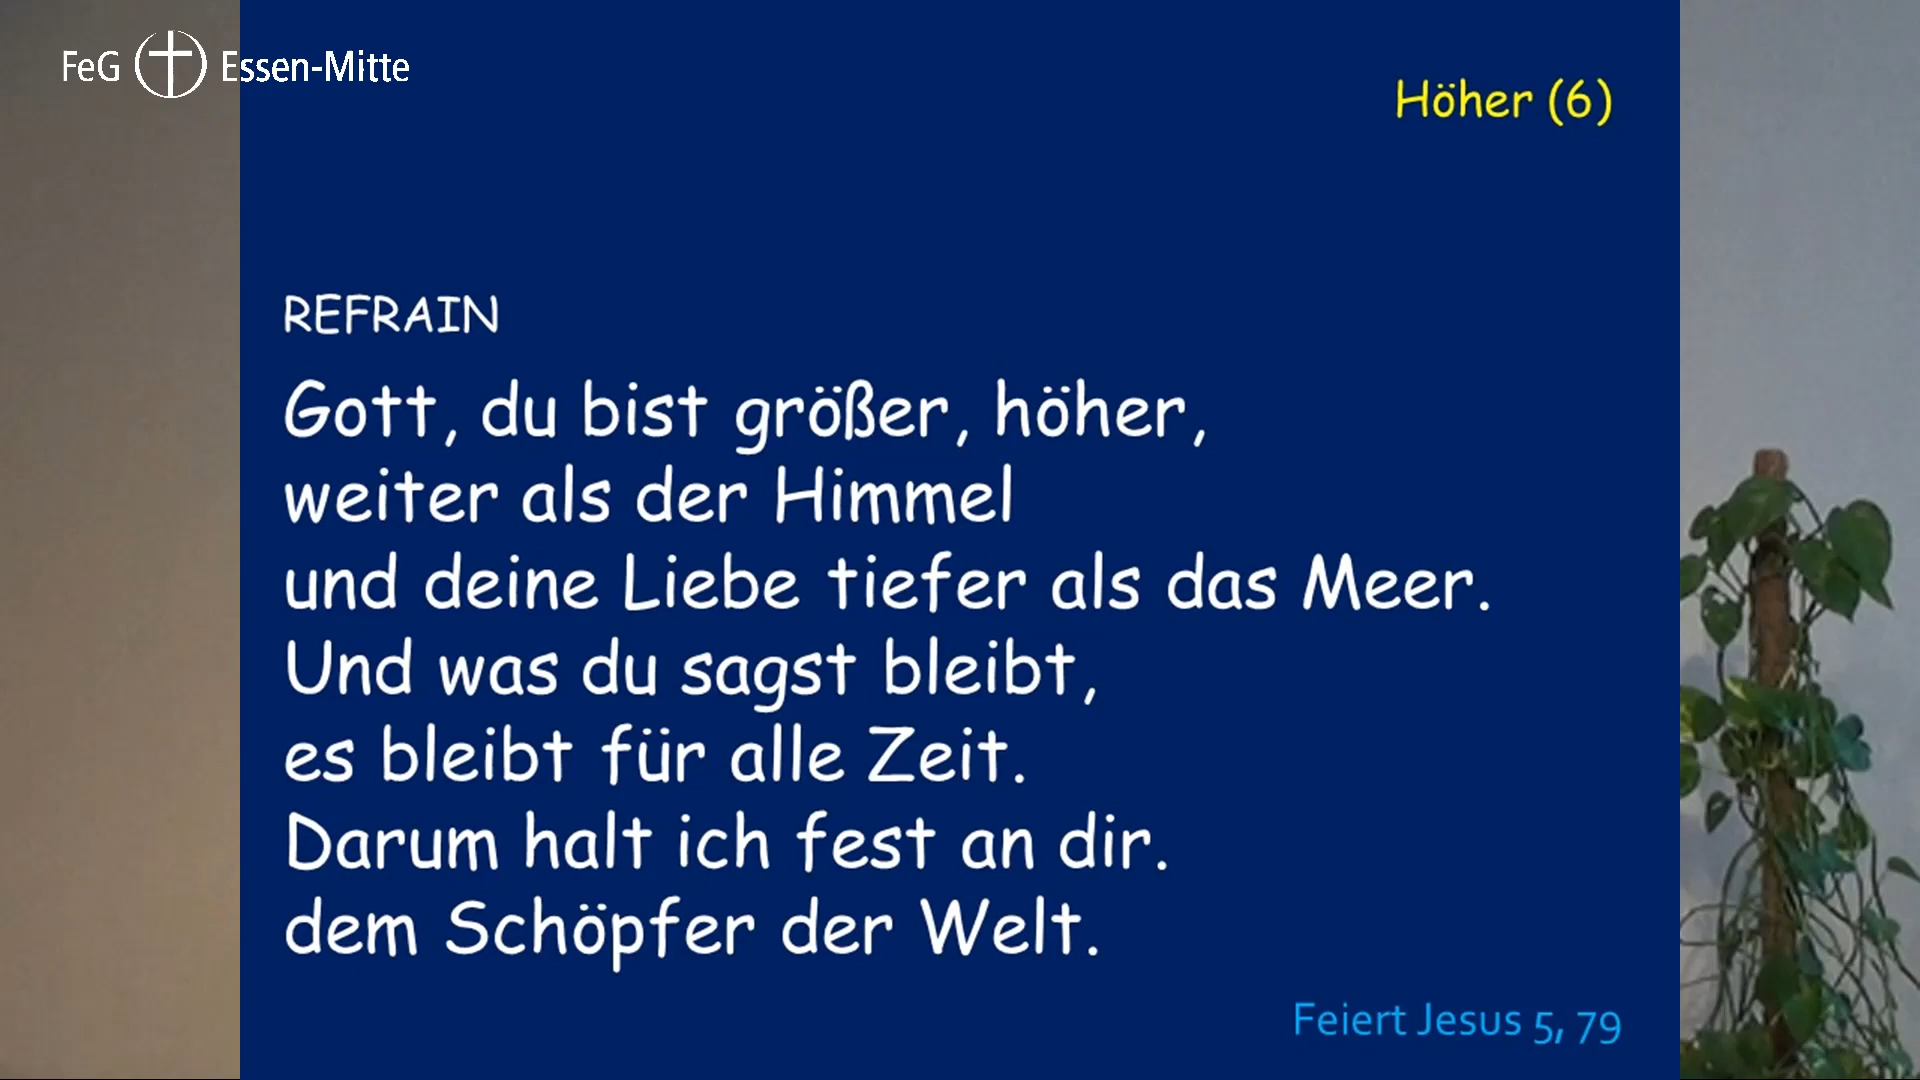 FeG Essen-Mitte
Höher (6)
REFRAIN
Gott, du bist größer, höher,
weiter als der Himmel
und deine Liebe tiefer als das Meer.
Und was du sagst bleibt,
es bleibt für alle Zeit.
Darum halt ich fest an dir.
dem Schöpfer der Welt.
Feiert Jesus 5, 79